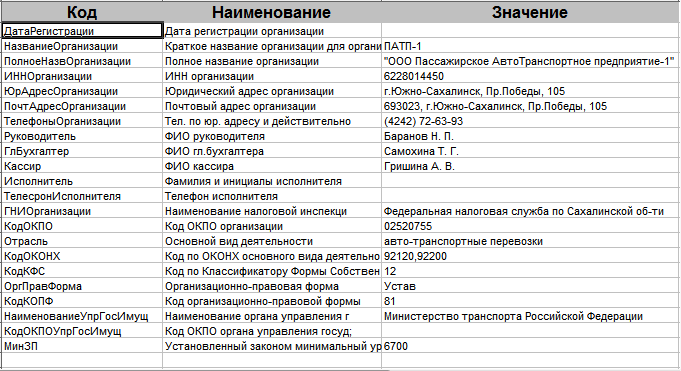 Код Наименование Значение
ДатаРегистрации Дата регистрации организации
НазваниеОрганизации Краткое название организации для органи ПАТП-1
ПолноеНазвОрганизации Полное название организации "ООО Пассажирское АвтоТранспортное предприятие-1"
ИННОрганизации ИНН организации 6228014450
ЮрАдресОрганизации Юридический адрес организации г.Южно-Сахалинск, Пр.Победы, 105
ПочтАдресОрганизации Почтовый адрес организации 693023, г.Южно-Сахалинск, Пр.Победы, 105
ТелефоныОрганизации Тел. по юр. адресу и действительно (4242) 72-63-93
Руководитель ФИО руководителя Баранов Н. П.
ГлБухгалтер ФИО гл.бухгалтера Самохина Т. Г.
Кассир ФИО кассира Гришина А. В.
Исполнитель Фамилия и инициалы исполнителя
ТелесронИсполнителя Телефон исполнителя
ГНИОрганизации Наименование налоговой инспекци Федеральная налоговая служба по Сахалинской об-ти
КодОКПО Код ОКПО организации 02520755
Отрасль Основной вид деятельности авто-транспортные перевозки
КодОКОНХ Код по ОКОНХ основного вида деятельно 92120,92200
КодКФС Код по Классификатору Формы Собствен 12
ОргПравФорма Организационно-правовая форма Устав
КодКОПФ Код организационно-правовой формы 81
НаименованиеУпрГосИмущ Наименование органа управления г Министерство транспорта Российской Федерации
КодОКПОУпрГосИмущ Код ОКПО органа управления госуд;
МинЗП Установленный законом минимальный ур 6700